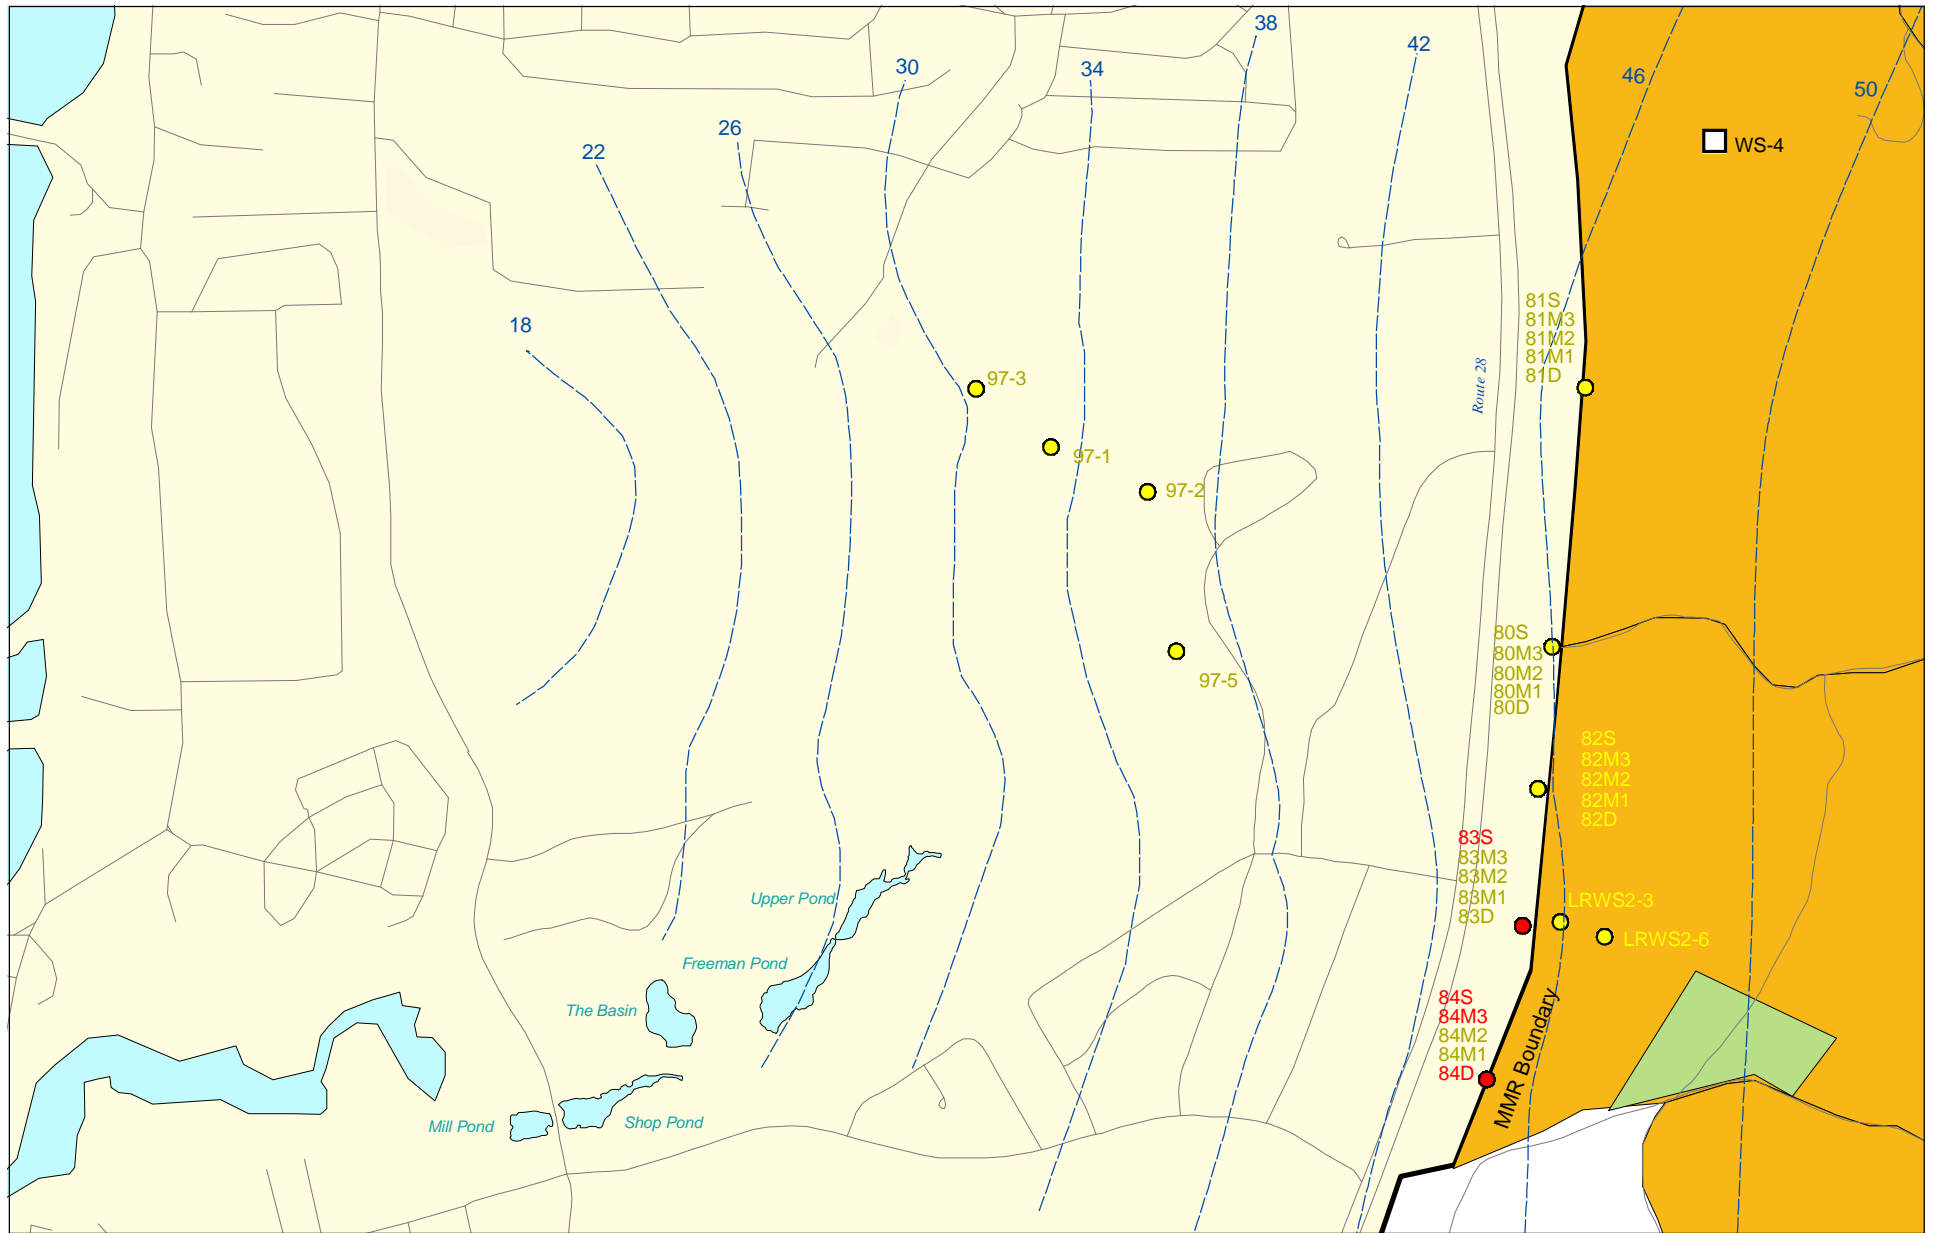 38
42
30
34
46
50
26
22
WS-4
18
81S
81M3
81M2
81M1
81D
Route 28
97-3
97-1
97-2
80S
80M3
80M2
80M1
80D
97-5
82S
82M3
82M2
82M1
82D
83S
83M3
83M2
83M1
83D
LRWS2-3
LRWS2-6
Upper Pond
Freeman Pond
The Basin
84S
84M3
84M2
84M1
84D
MMR Boundary
Mill Pond
Shop Pond